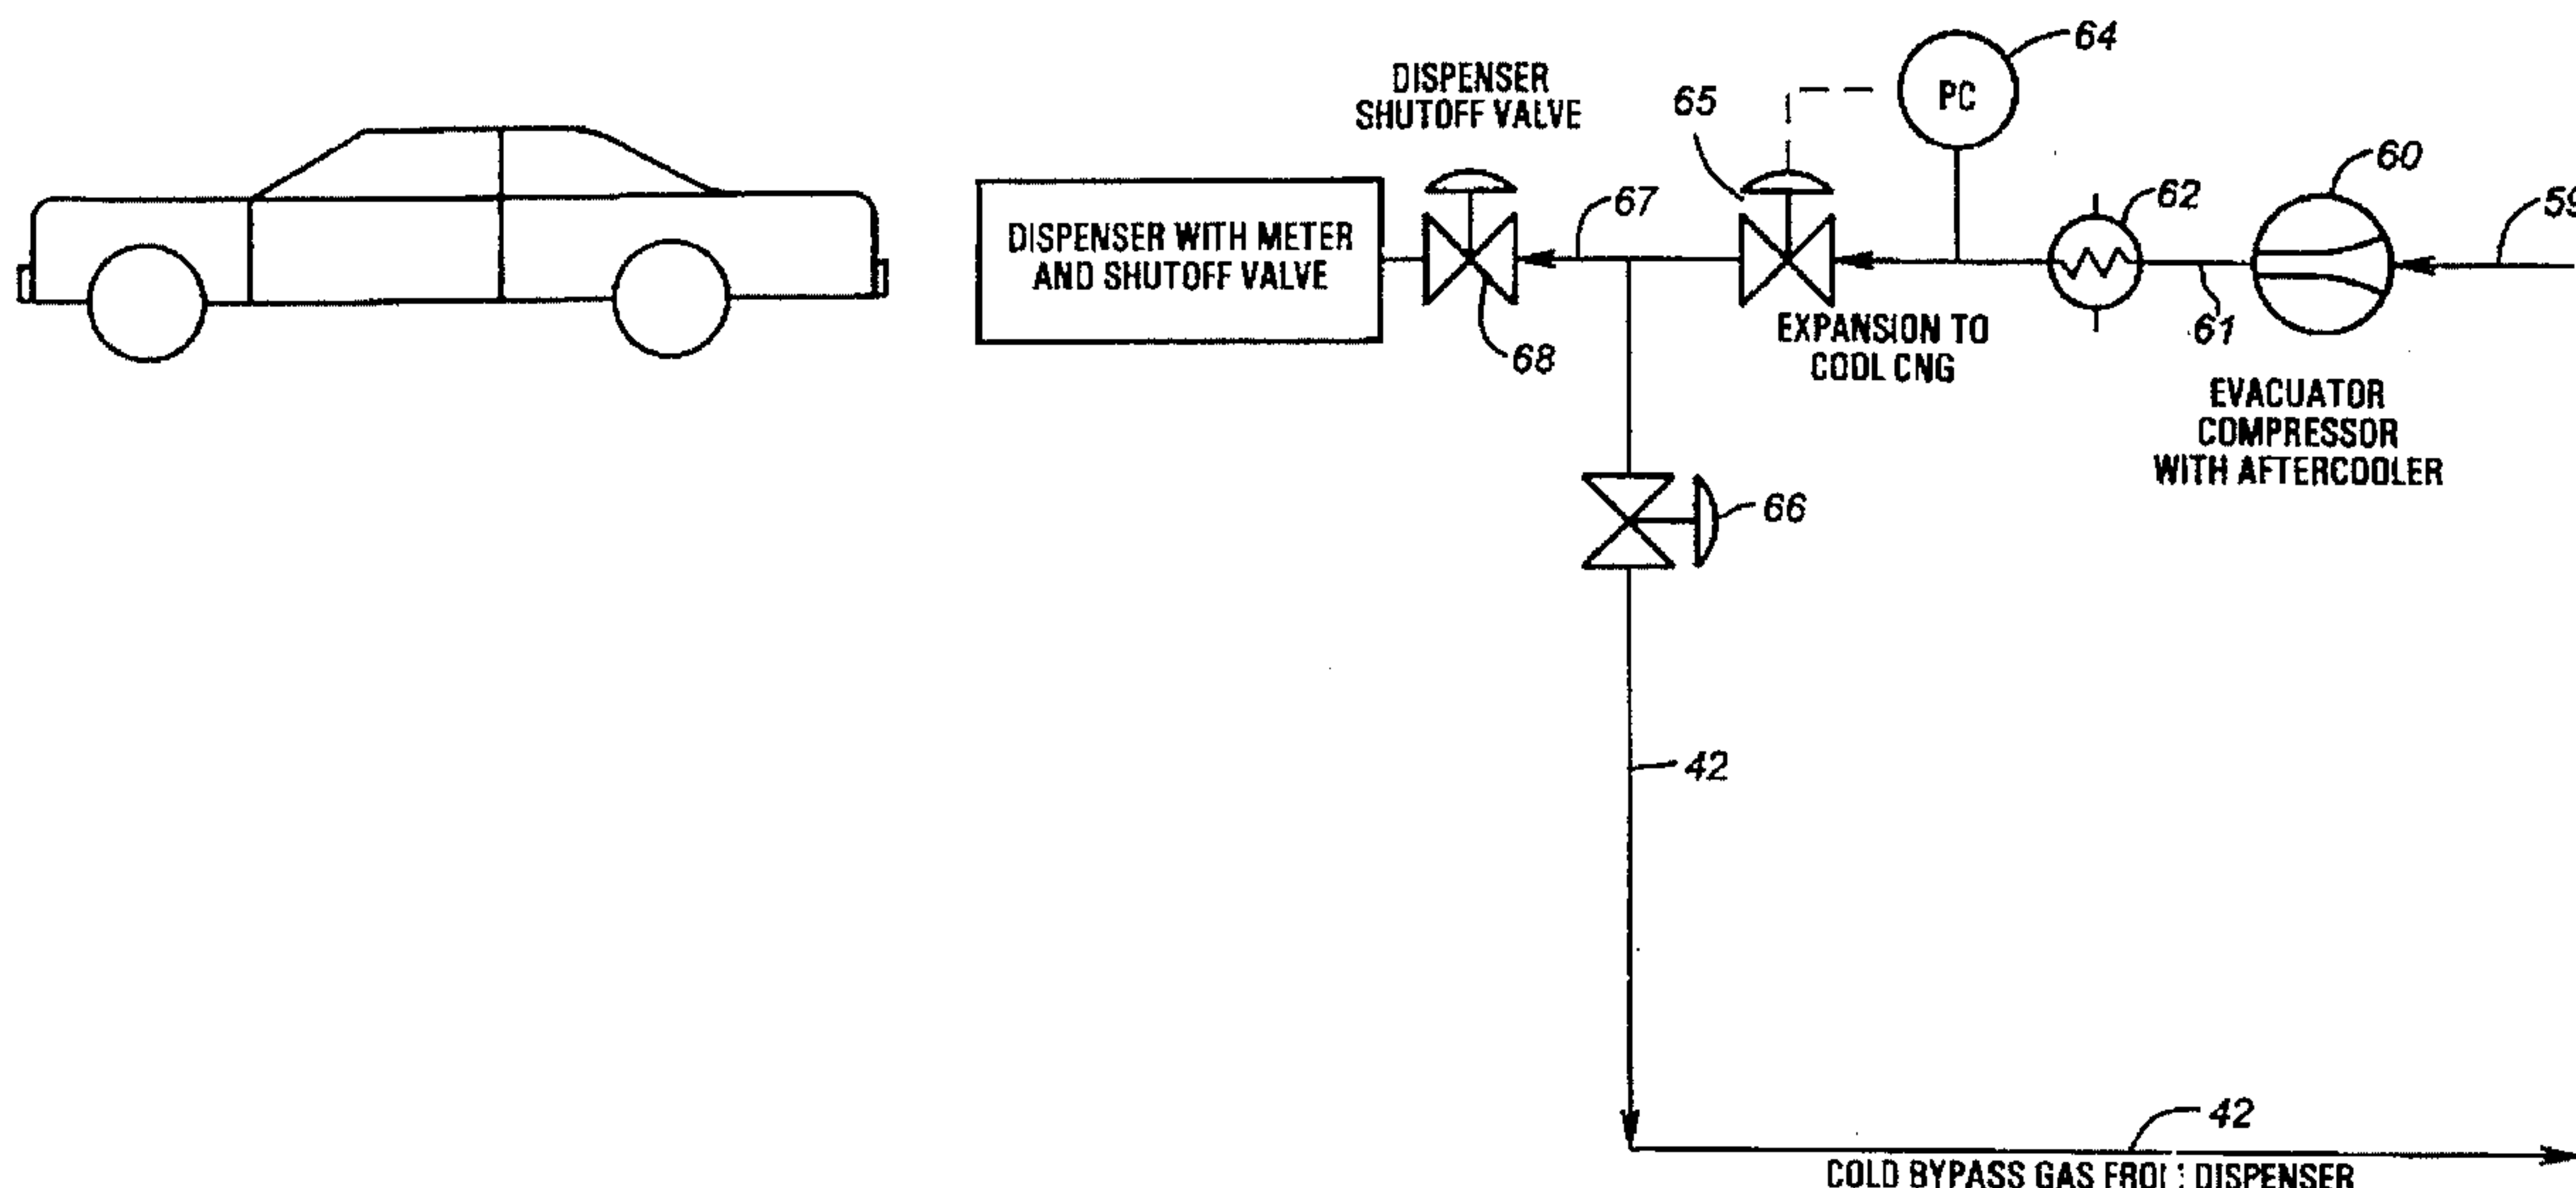 64
DISPENSER
SHUTOFF VALVE
65
PC
60
62
67
59
DISPENSER WITH METER
AND SHUTOFF VALVE
68
61
EXPANSION TO
COOL CNG
EVACUATOR
COMPRESSOR
WITH AFTERCOOLER
66
42
42
COLD BYPASS GAS DISPENSER